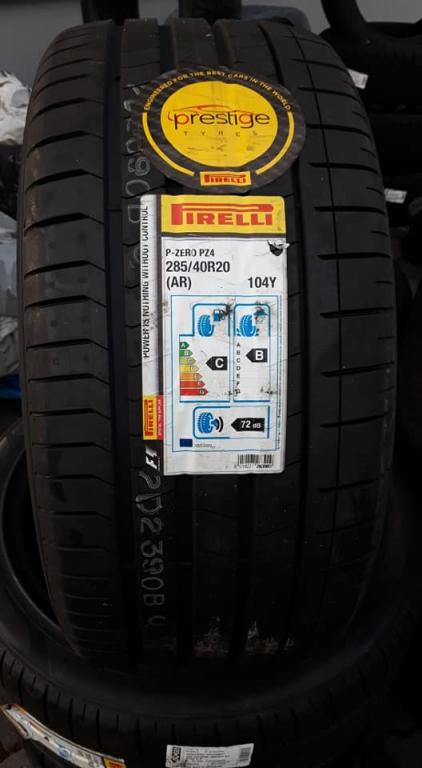 ENGINEERED FOR THE BEST CARS IN THE WORLD
prestige
TYRES
PIRELLI
PIRELLI
P-ZERO PZ4
285/40R20
(AR) 104Y
POWER IS NOTHING WITHOUT CONTROL
A
B
C
D
E
F
G
C
B
72 dB
PIRELLI
2D2390B